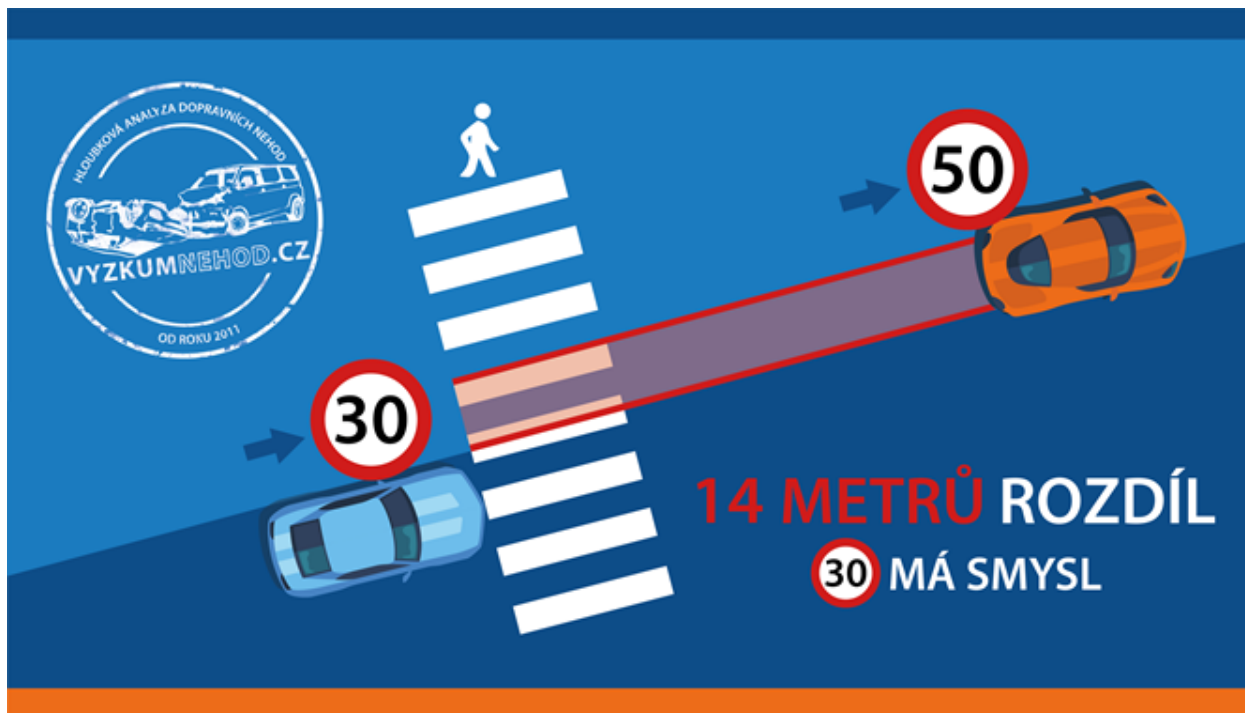 HLOUBKOVÁ ANALÝZA DOPRAVNÍCH NEHOD
VYZKUMNEHOD.CZ
OD ROKU 2011
50
30
14 METRŮ ROZDÍL
30 MÁ SMYSL